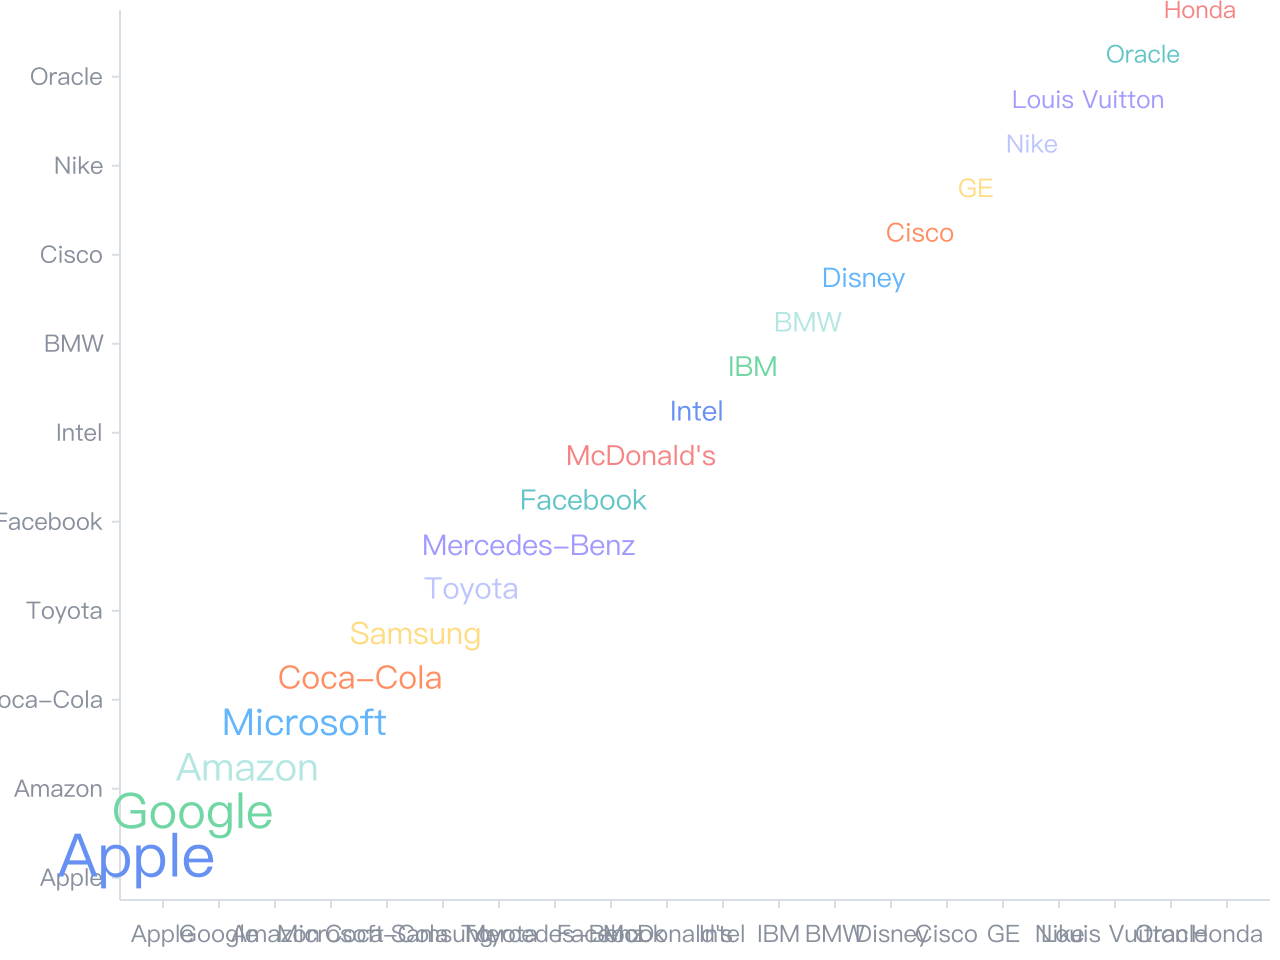 Honda
Oracle
Oracle
Louis Vuitton
Nike
Nike
GE
Cisco
Cisco
Disney
BMW
BMW
IBM
Intel
Intel
McDonald's
Facebook
Facebook
Mercedes-Benz
Toyota
Toyota
Samsung
Coca-Cola
oca-Cola
Microsoft
Amazon
Amazon
Google
Apple
Apple
Apple Google Amazon Microsoft Coca-Cola Samsung Toyota Mercedes-Benz Facebook McDonald's Intel IBM BMW Disney Cisco GE Nike Louis Vuitton Oracle Honda